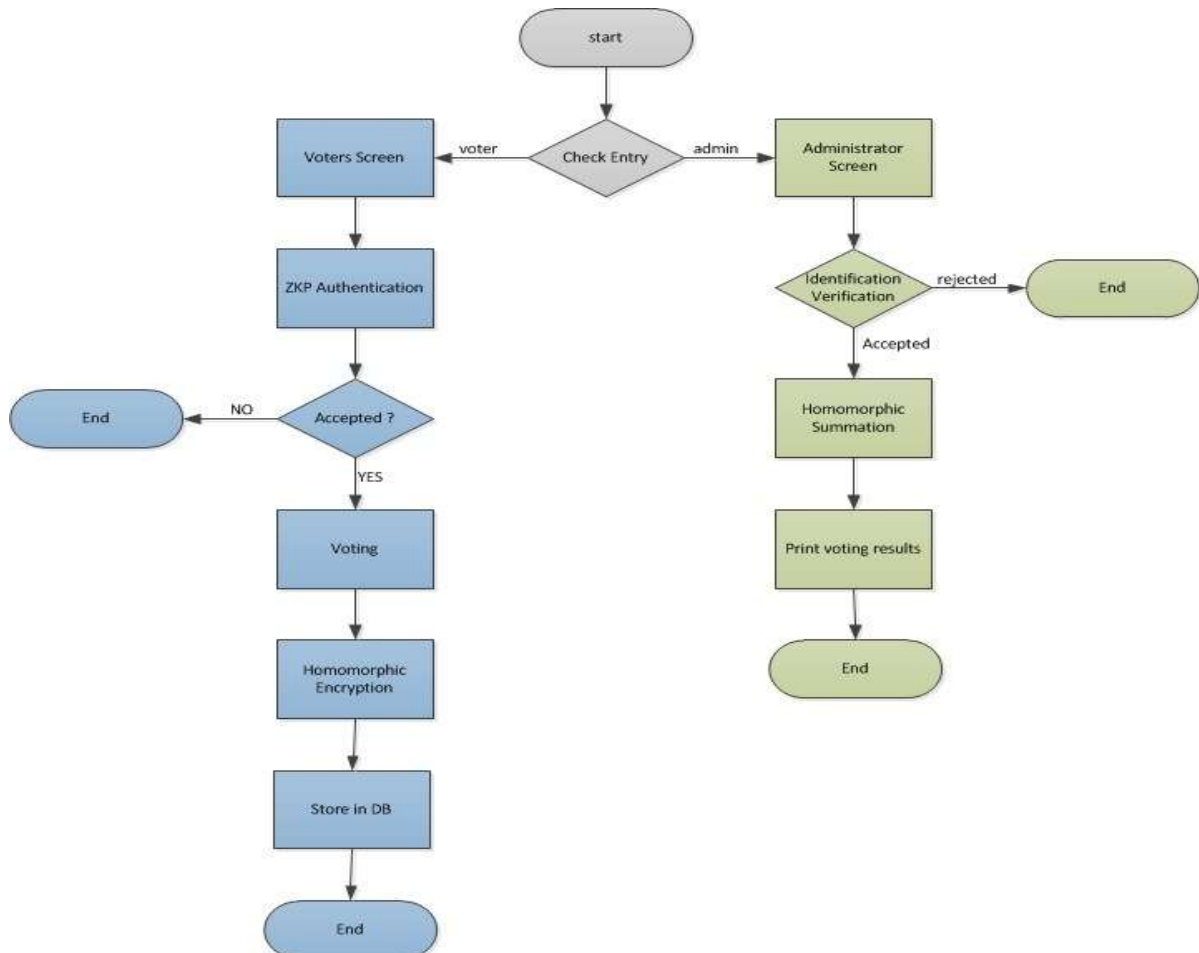 start
Check Entry
voter
admin
Voters Screen
Administrator
Screen
ZKP Authentication
Identification
Verification
rejected
End
Accepted
Accepted ?
NO
End
YES
Homomorphic
Summation
Voting
Print voting results
Homomorphic
Encryption
End
Store in DB
End